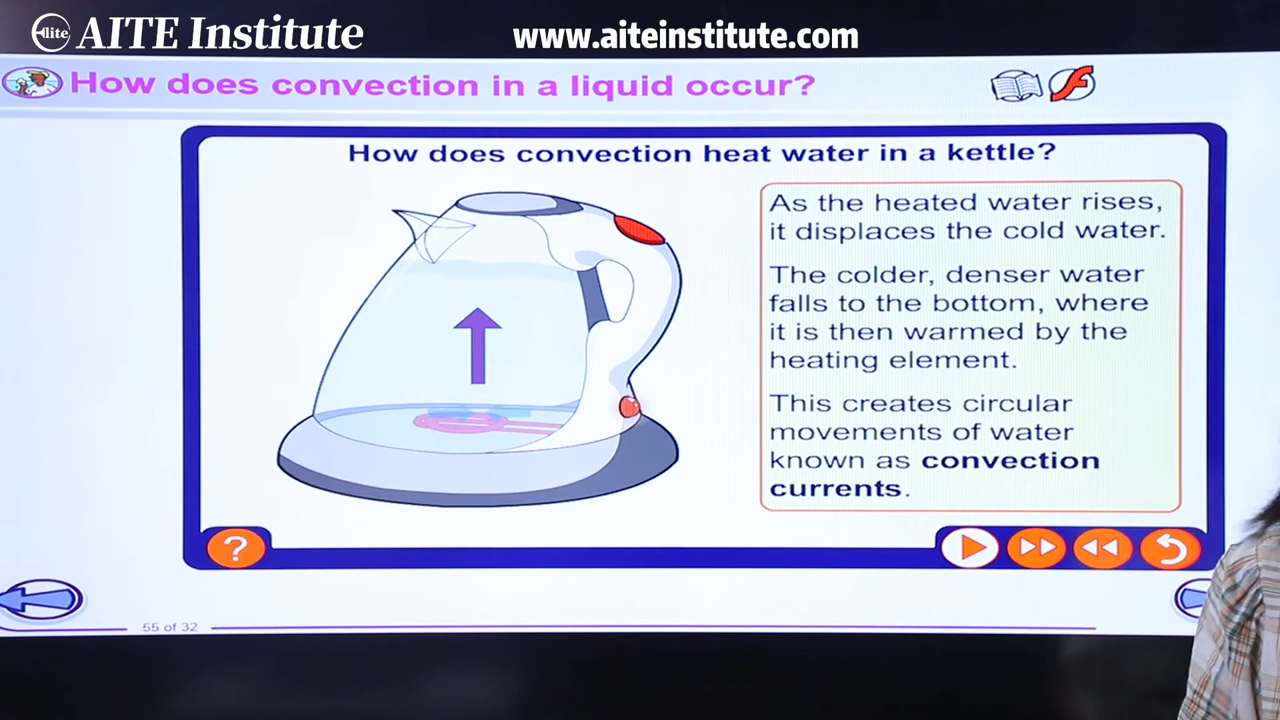 elite AITE Institute
www.aiteinstitute.com
How does convection in a liquid occur?
How does convection heat water in a kettle?
As the heated water rises,
it displaces the cold water.
The colder, denser water
falls to the bottom, where
it is then warmed by the
heating element.
This creates circular
movements of water
known as convection
currents.
?
55 of 32